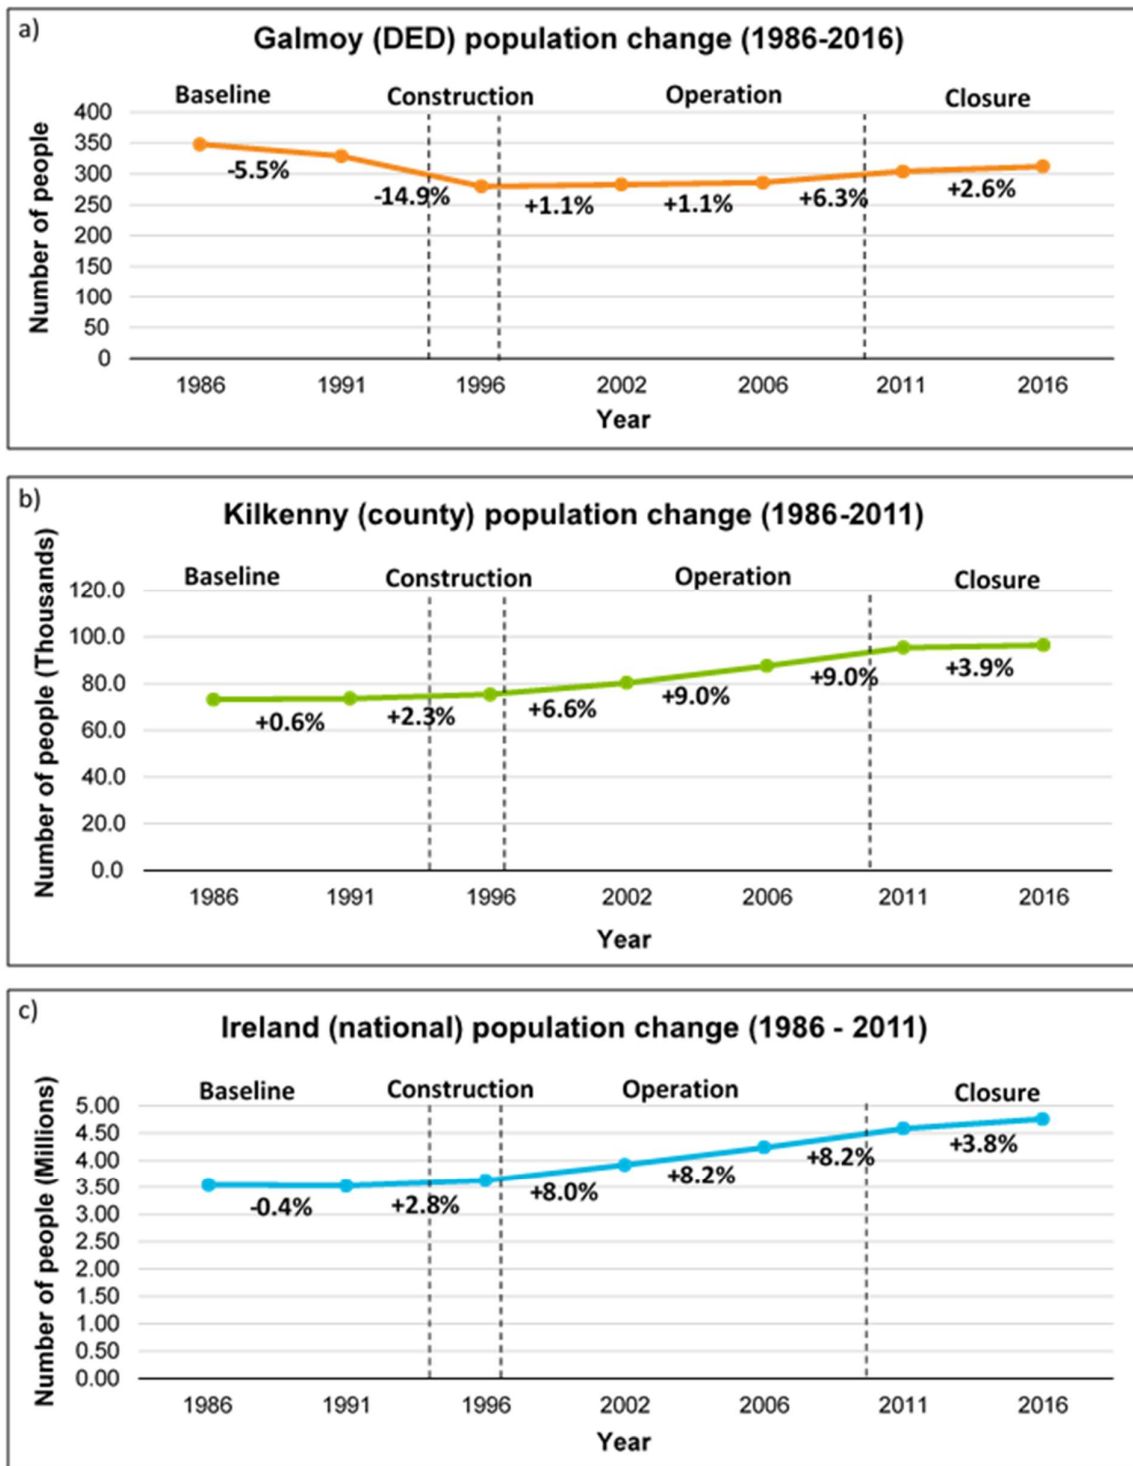 a)
Galmoy (DED) population change (1986-2016)
Baseline Construction Operation Closure
Number of people
400
350
300
250
200
150
100
50
0
-5.5% -14.9% +1.1% +1.1% +6.3% +2.6%
1986 1991 1996 2002 2006 2011 2016
Year
b)
Kilkenny (county) population change (1986-2011)
Baseline Construction Operation Closure
Number of people (Thousands)
120.0
100.0
80.0
60.0
40.0
20.0
0.0
+0.6% +2.3% +6.6% +9.0% +9.0% +3.9%
1986 1991 1996 2002 2006 2011 2016
Year
c)
Ireland (national) population change (1986 - 2011)
Baseline Construction Operation Closure
Number of people (Millions)
5.00
4.50
4.00
3.50
3.00
2.50
2.00
1.50
1.00
0.50
0.00
-0.4% +2.8% +8.0% +8.2% +8.2% +3.8%
1986 1991 1996 2002 2006 2011 2016
Year